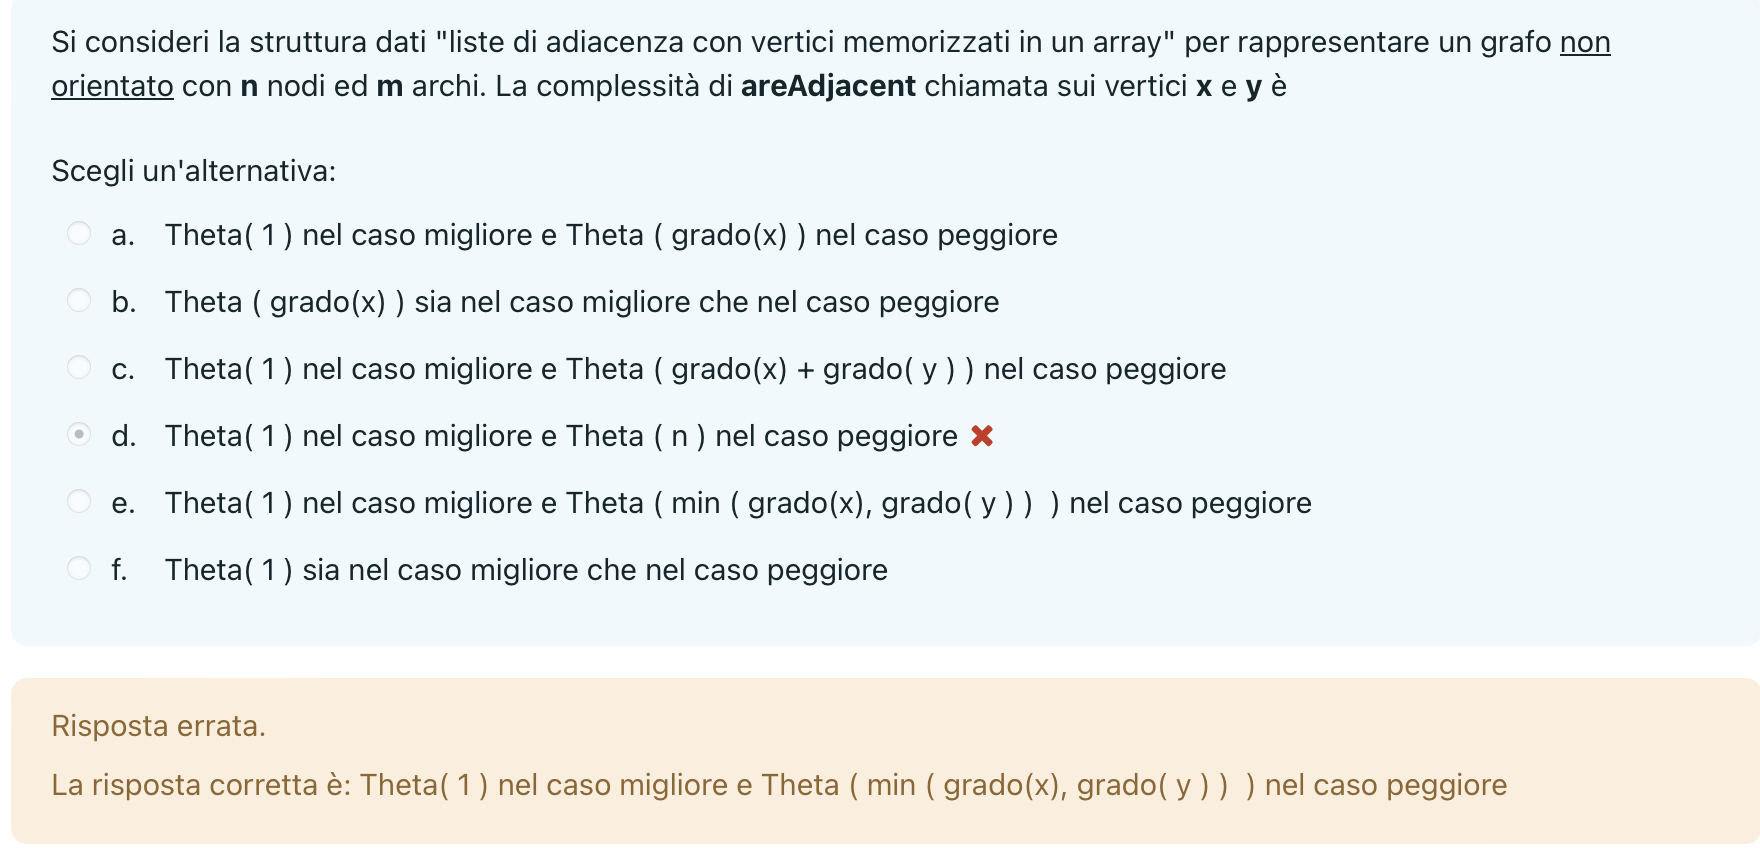 Si consideri la struttura dati "liste di adiacenza con vertici memorizzati in un array" per rappresentare un grafo non
orientato con n nodi ed m archi. La complessità di areAdjacent chiamata sui vertici x e y è
Scegli un'alternativa:
a. Theta( 1 ) nel caso migliore e Theta ( grado(x) ) nel caso peggiore
b. Theta ( grado(x) ) sia nel caso migliore che nel caso peggiore
c. Theta( 1 ) nel caso migliore e Theta ( grado(x) + grado( y ) ) nel caso peggiore
d. Theta( 1 ) nel caso migliore e Theta ( n ) nel caso peggiore
e. Theta( 1 ) nel caso migliore e Theta ( min ( grado(x), grado( y ) )  ) nel caso peggiore
f. Theta( 1 ) sia nel caso migliore che nel caso peggiore
Risposta errata.
La risposta corretta è: Theta( 1 ) nel caso migliore e Theta ( min ( grado(x), grado( y ) )  ) nel caso peggiore